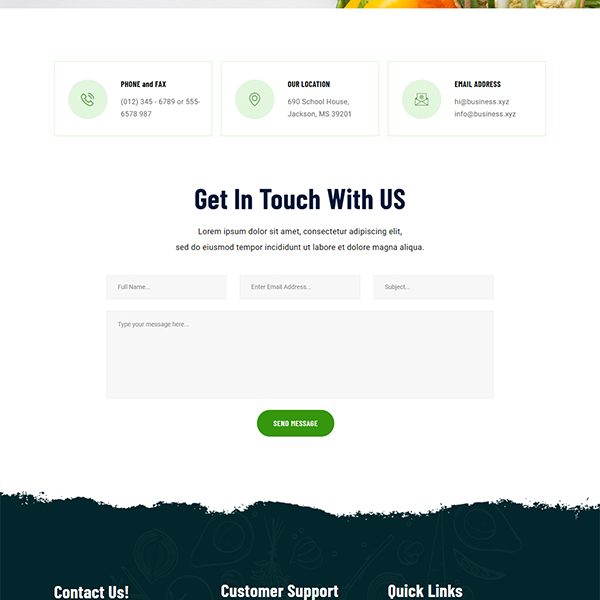 PHONE and FAX
(012) 345 - 6789 or 555-
6578 987
OUR LOCATION
690 School House,
Jackson, MS 39201
EMAIL ADDRESS
hi@business.xyz
info@business.xyz
Get In Touch With US
Lorem ipsum dolor sit amet, consectetur adipiscing elit,
sed do eiusmod tempor incididunt ut labore et dolore magna aliqua.
Full Name...
Enter Email Address...
Subject...
Type your message here...
SEND MESSAGE
Contact Us!
Customer Support
Quick Links